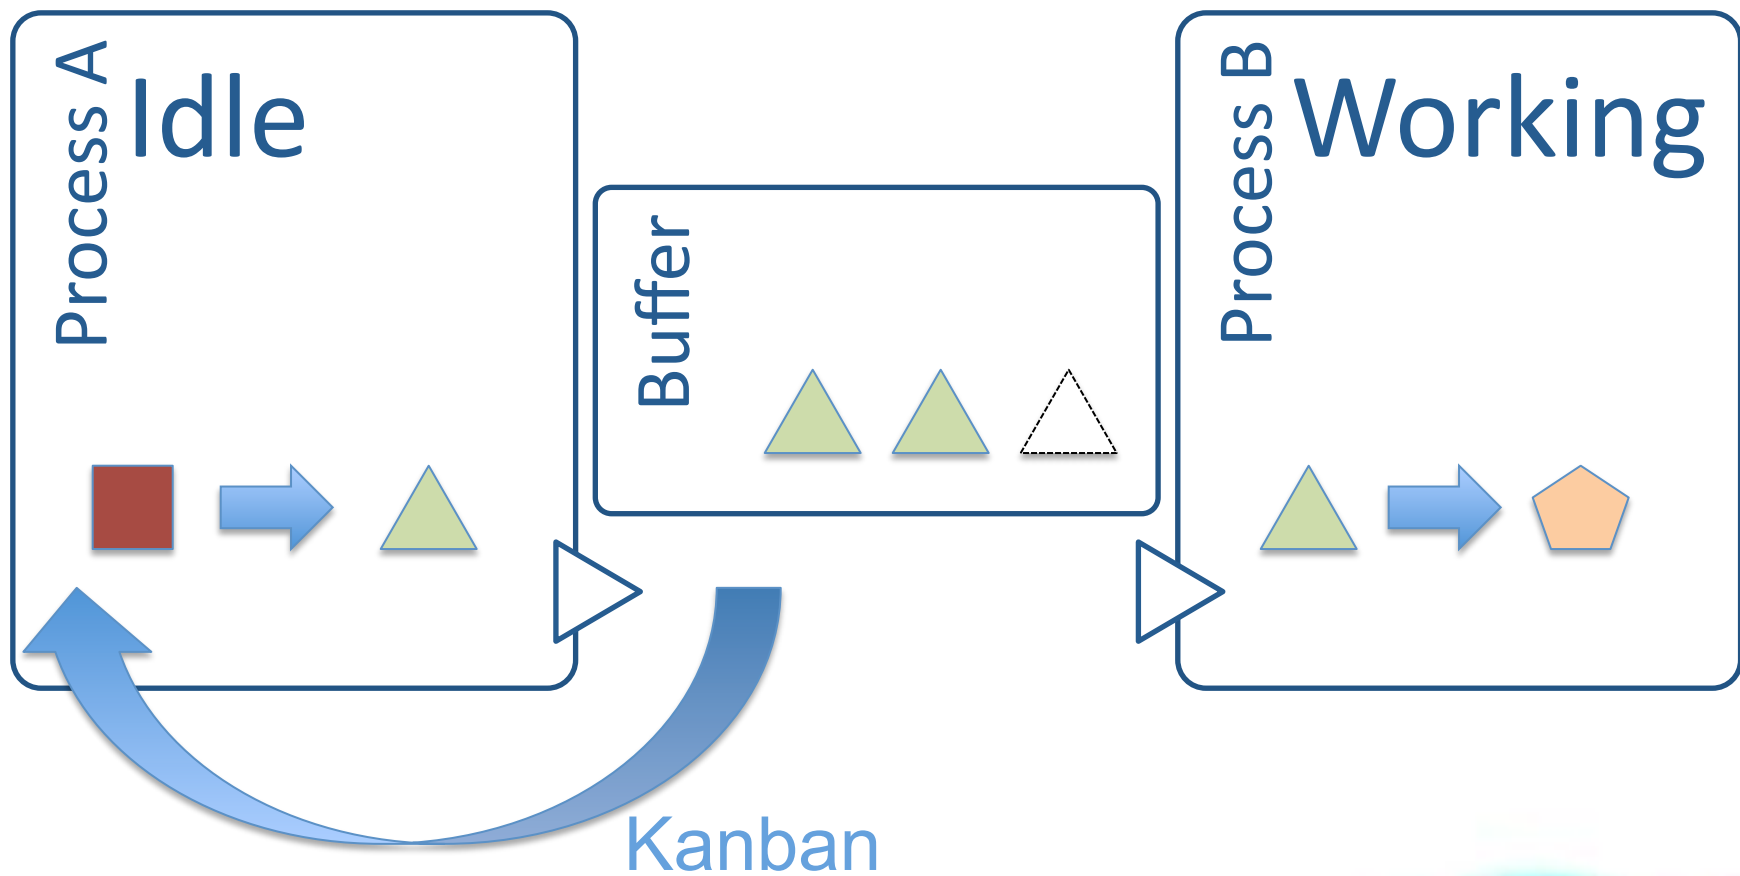 Process A
Idle
Buffer
Process B
Working
Kanban